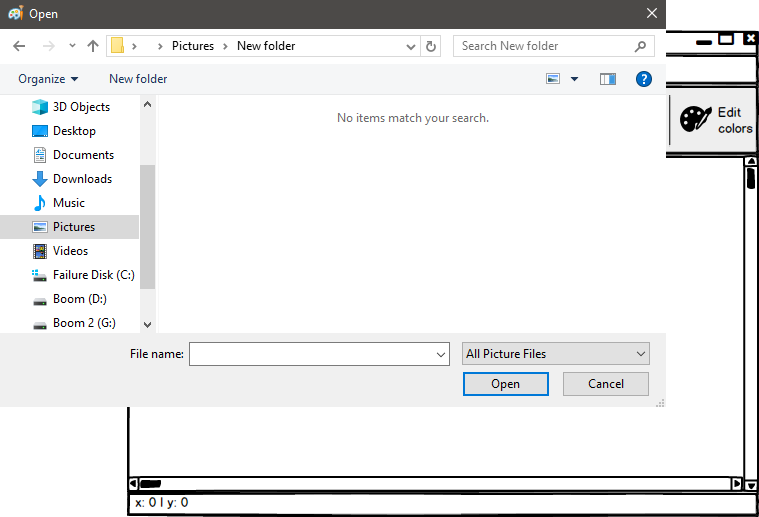 Open
Pictures New folder
Search New folder
Organize New folder
3D Objects
Desktop
Documents
Downloads
Music
Pictures
Videos
Failure Disk (C:)
Boom (D:)
Boom 2 (G:)
No items match your search.
Edit
colors
File name:
All Picture Files
Open
Cancel
x: 0 | y: 0